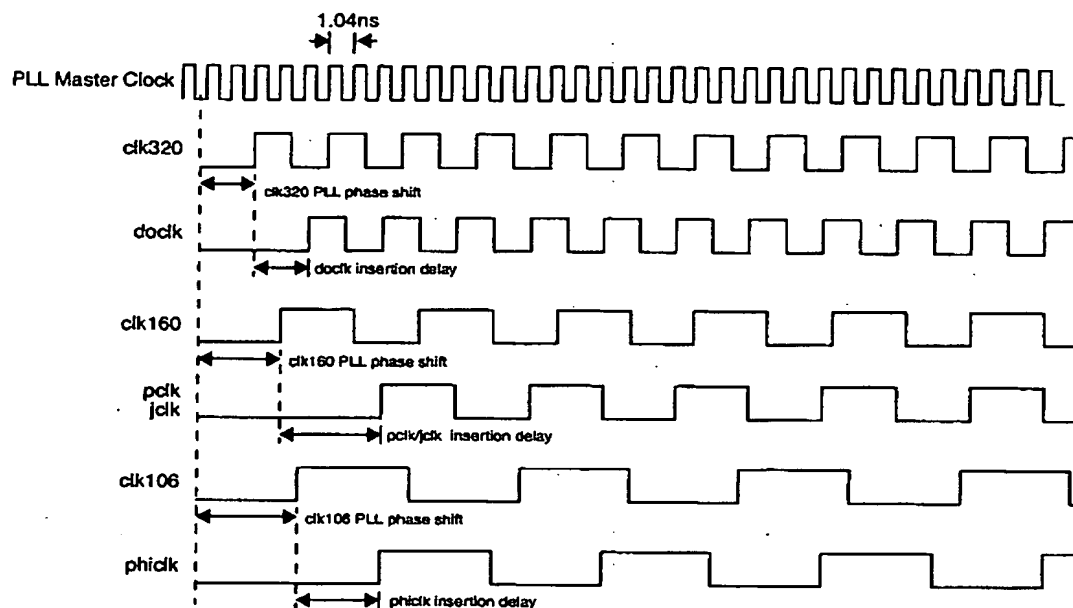 1.04ns
PLL Master Clock
clk320
clk320 PLL phase shift
doclk
doclk insertion delay
clk160
clk160 PLL phase shift
pclk
jclk
pclk/jclk insertion delay
clk106
clk106 PLL phase shift
phiclk
phiclk insertion delay